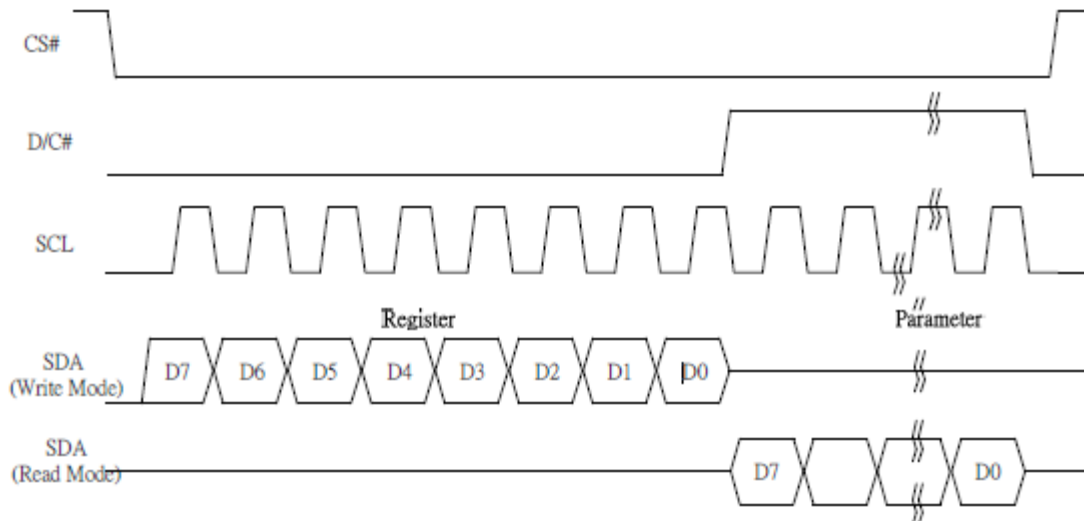 CS#
D/C#
SCL
Register
Parameter
SDA
(Write Mode)
D7 D6 D5 D4 D3 D2 D1 D0
SDA
(Read Mode)
D7 D0